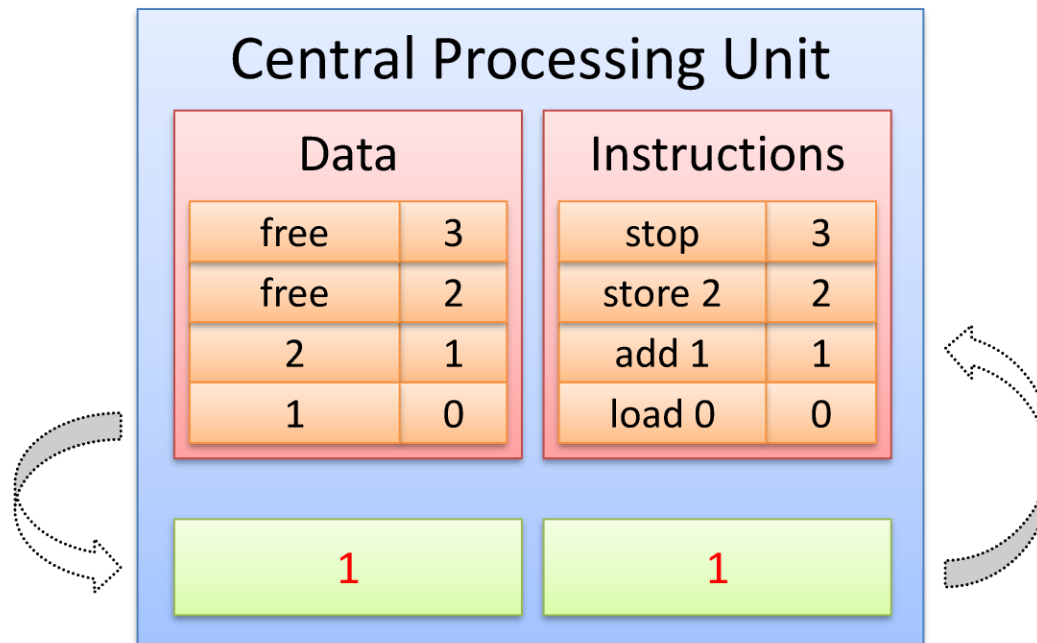 Central Processing Unit
Data
free 3
free 2
2 1
1 0
Instructions
stop 3
store 2 2
add 1 1
load 0 0
1
1